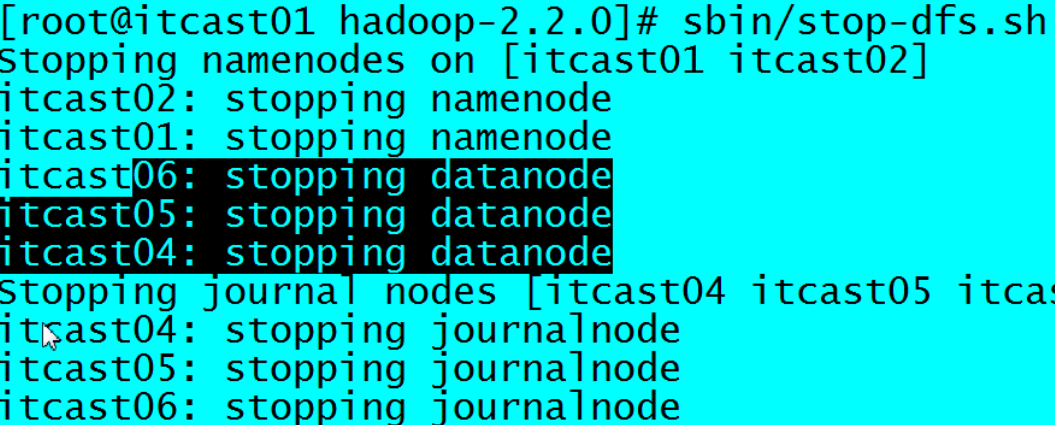 [root@itcast01 hadoop-2.2.0]# sbin/stop-dfs.sh
Stopping namenodes on [itcast01 itcast02]
itcast02: stopping namenode
itcast01: stopping namenode
itcast06: stopping datanode
itcast05: stopping datanode
itcast04: stopping datanode
Stopping journal nodes [itcast04 itcast05
itcast04: stopping journalnode
itcast05: stopping journalnode
itcast06: stopping journalnode